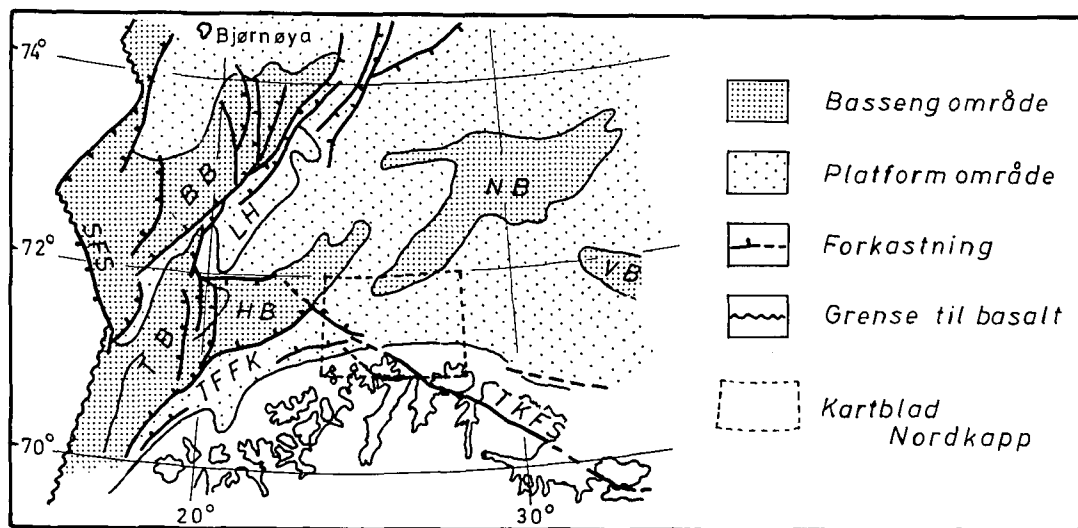 74°
Bjørnøya
72°
70°
20°
30°
SFS
BB
LH
NB
VB
HB
TB
TFFK
TKFS
Basseng område
Platform område
Forkastning
Grense til basalt
Kartblad
Nordkapp